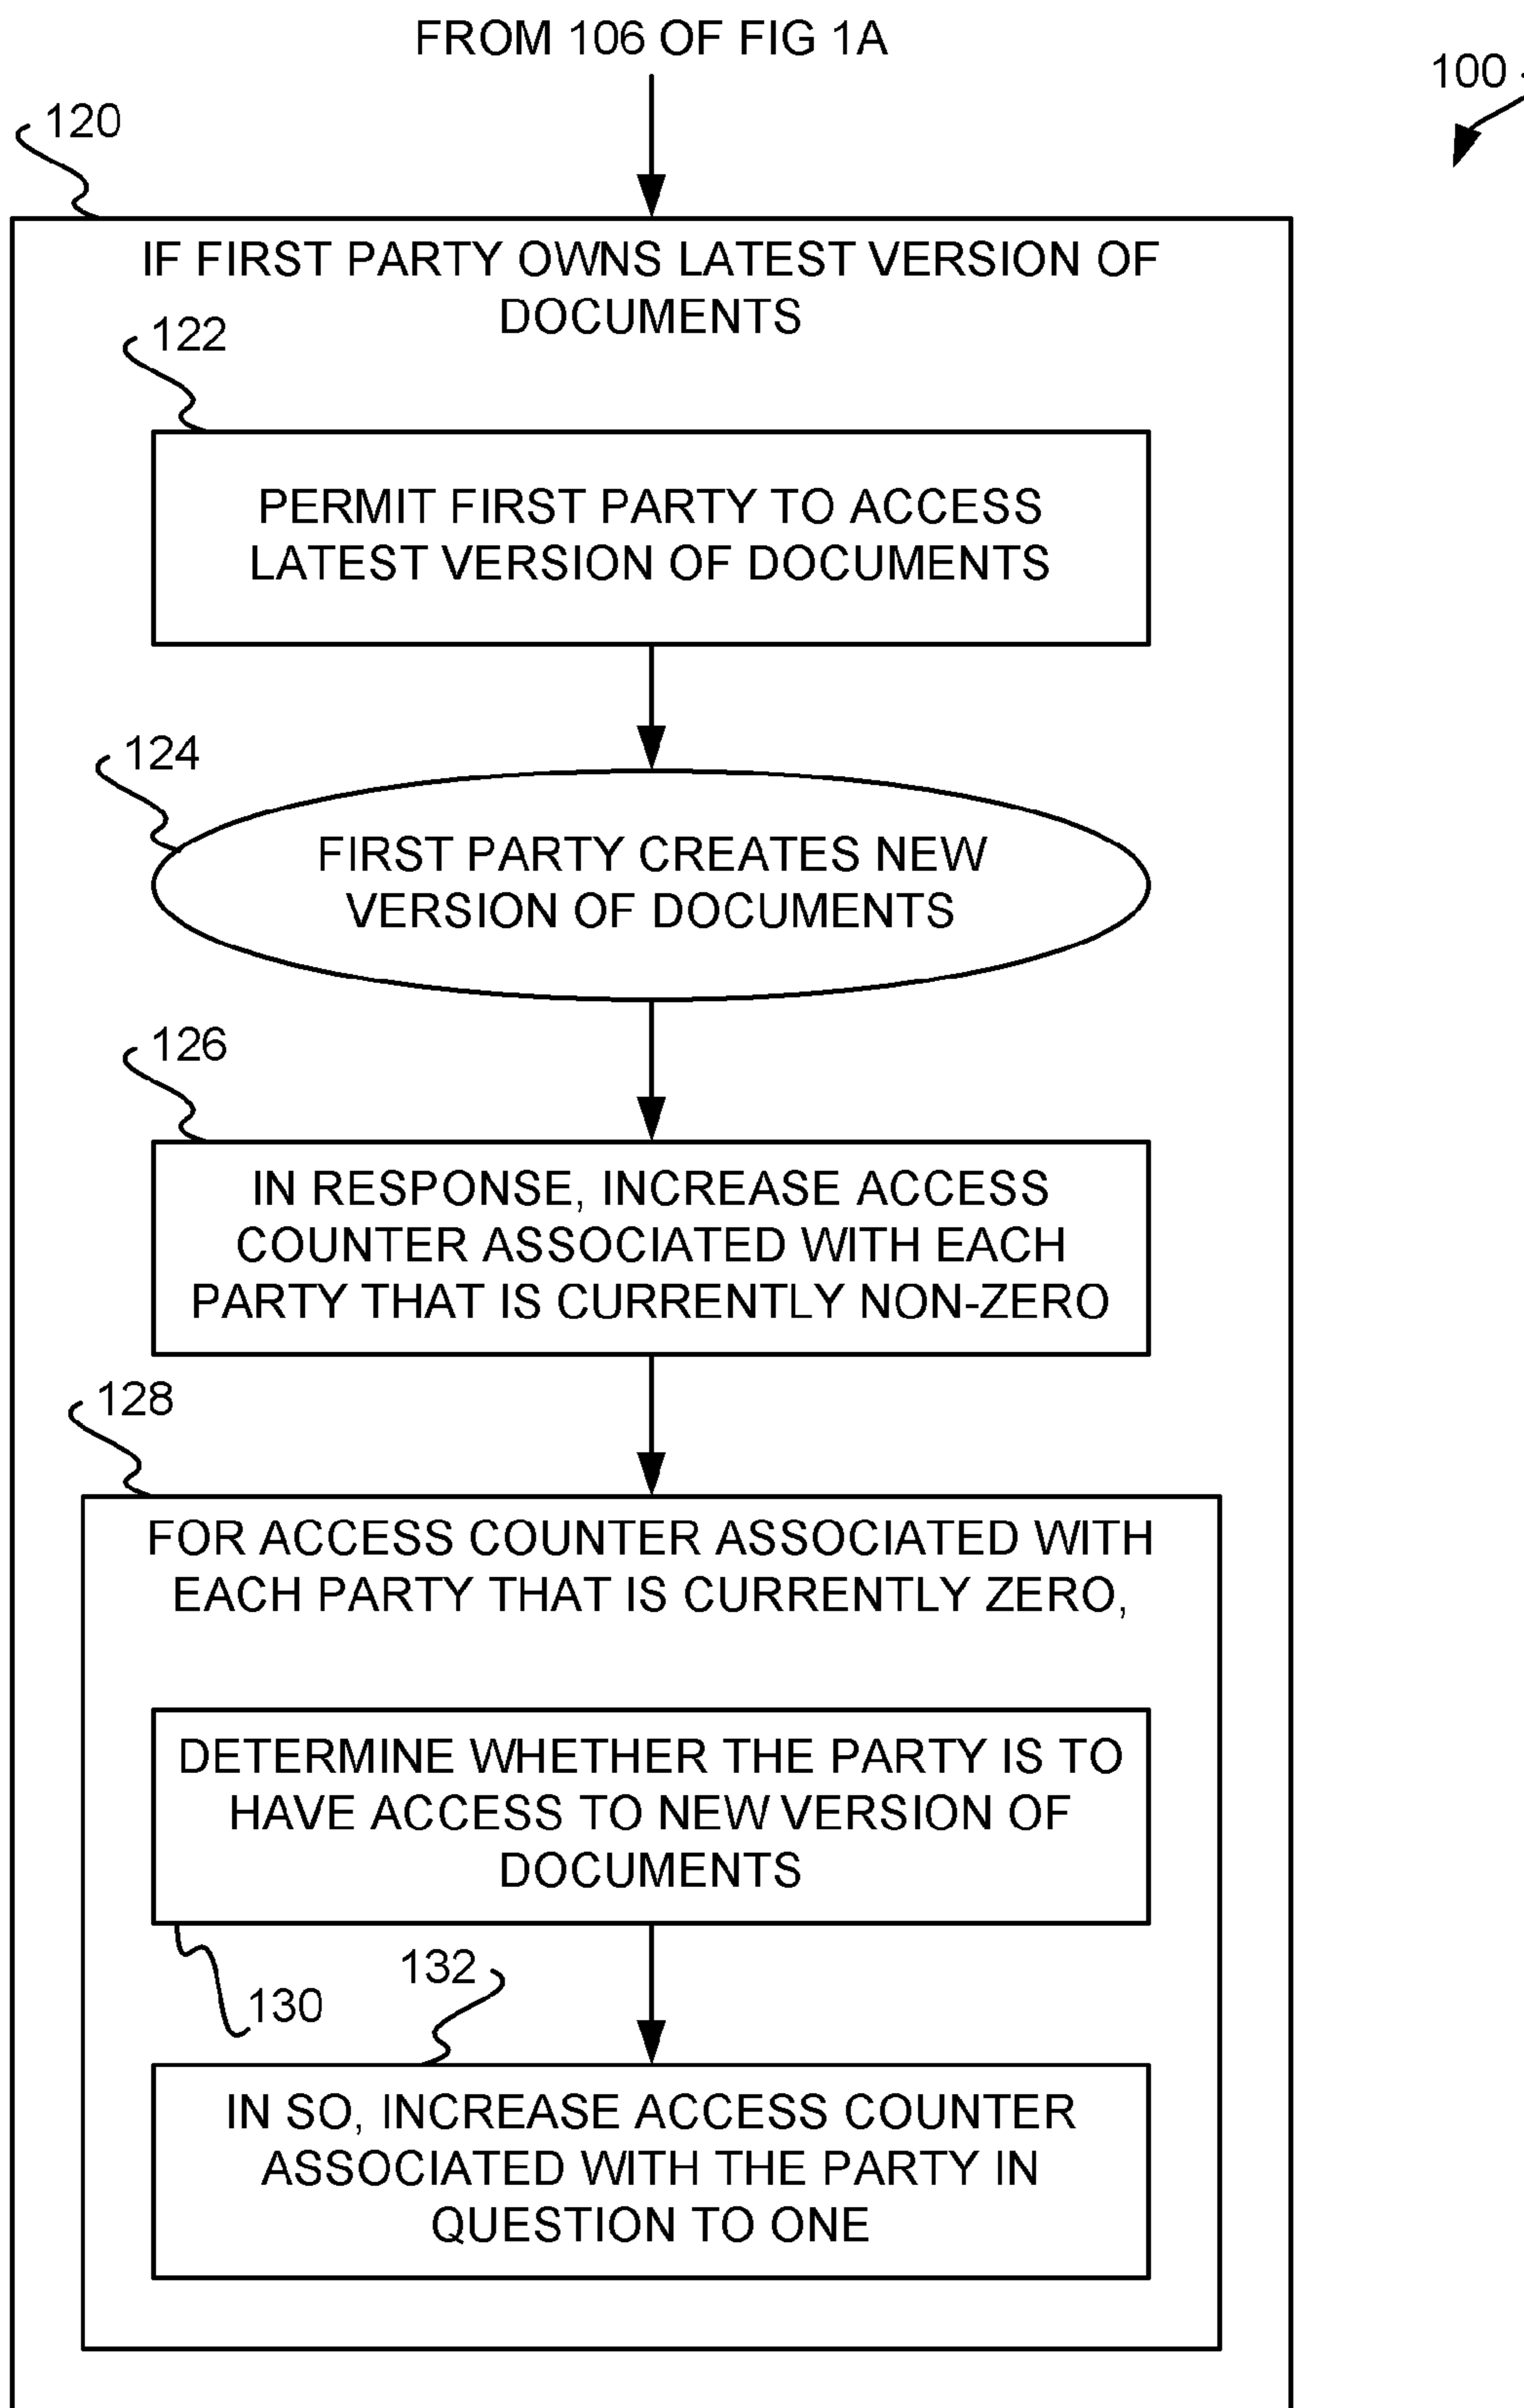 FROM 106 OF FIG 1A
100
120
IF FIRST PARTY OWNS LATEST VERSION OF
DOCUMENTS
122
PERMIT FIRST PARTY TO ACCESS
LATEST VERSION OF DOCUMENTS
124
FIRST PARTY CREATES NEW
VERSION OF DOCUMENTS
126
IN RESPONSE, INCREASE ACCESS
COUNTER ASSOCIATED WITH EACH
PARTY THAT IS CURRENTLY NON-ZERO
128
FOR ACCESS COUNTER ASSOCIATED WITH
EACH PARTY THAT IS CURRENTLY ZERO,
DETERMINE WHETHER THE PARTY IS TO
HAVE ACCESS TO NEW VERSION OF
DOCUMENTS
132
130
IN SO, INCREASE ACCESS COUNTER
ASSOCIATED WITH THE PARTY IN
QUESTION TO ONE